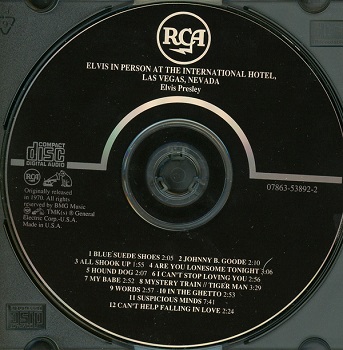 RCA
ELVIS IN PERSON AT THE INTERNATIONAL HOTEL,
LAS VEGAS, NEVADA
Elvis Presley
COMPACT
disc
DIGITAL AUDIO
RCA
Originally released
in 1970. All rights
reserved by BMG Music
TMK(s) ® General
Electric Corp.-U.S.A.
Made in U.S.A.
07863-53892-2
1 BLUE SUEDE SHOES 2:05 2 JOHNNY B. GOODE 2:10
3 ALL SHOOK UP 1:55 4 ARE YOU LONESOME TONIGHT 3:06
5 HOUND DOG 2:07 6 I CAN'T STOP LOVING YOU 2:56
7 MY BABE 2:52 8 MYSTERY TRAIN // TIGER MAN 3:29
9 WORDS 2:57 10 IN THE GHETTO 2:53
11 SUSPICIOUS MINDS 7:41
12 CAN'T HELP FALLING IN LOVE 2:24